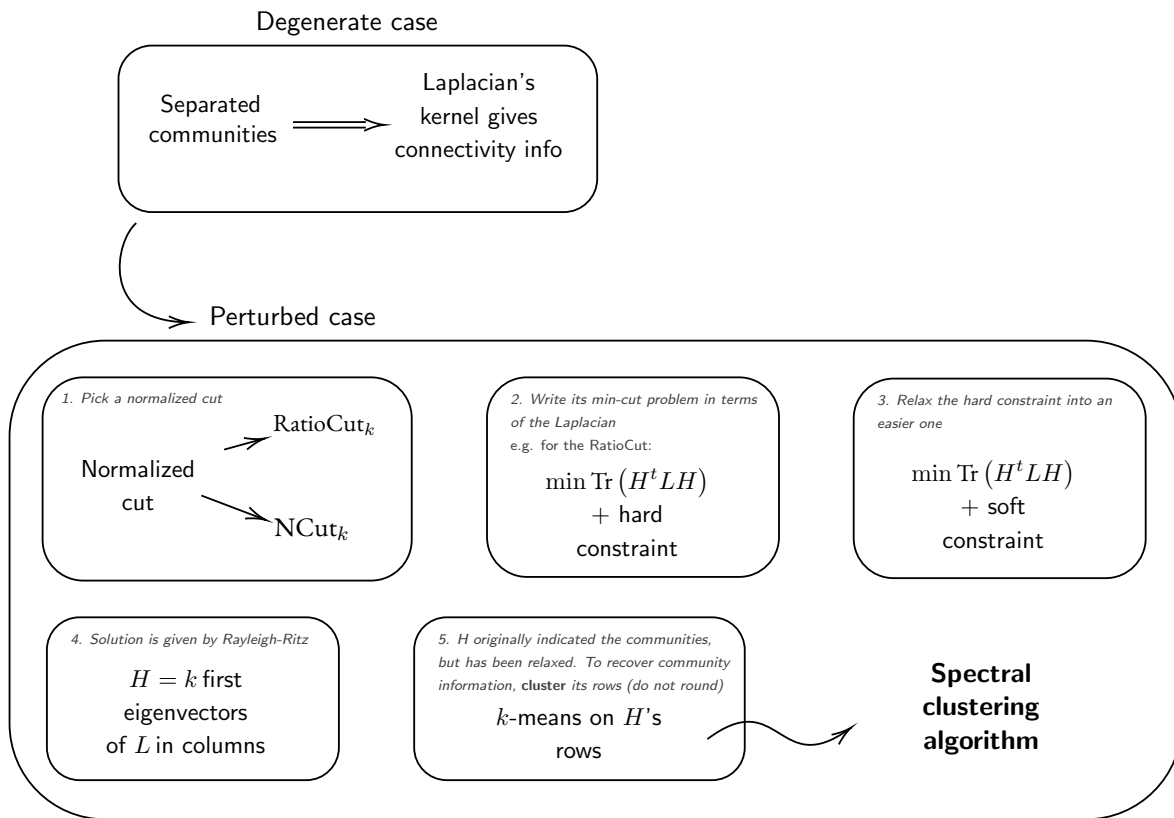 Degenerate case
Separated
communities
Laplacian's
kernel gives
connectivity info
Perturbed case
1. Pick a normalized cut
Normalized
cut
RatioCut_k
NCut_k
2. Write its min-cut problem in terms
of the Laplacian
e.g. for the RatioCut:
min Tr (H^t LH)
+ hard
constraint
3. Relax the hard constraint into an
easier one
min Tr (H^t LH)
+ soft
constraint
4. Solution is given by Rayleigh-Ritz
H = k first
eigenvectors
of L in columns
5. H originally indicated the communities,
but has been relaxed. To recover community
information, cluster its rows (do not round)
k-means on H's
rows
Spectral
clustering
algorithm